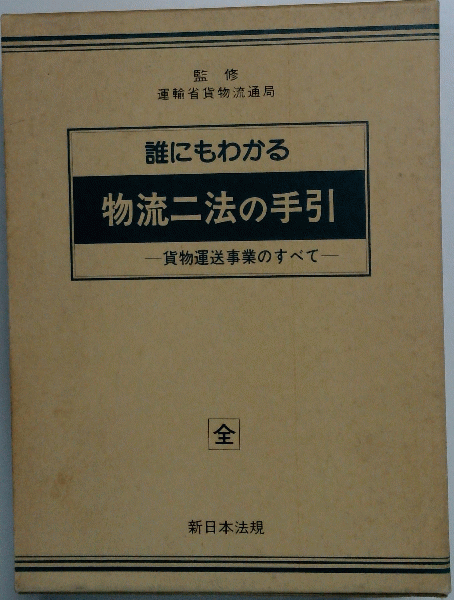 監修
運輸省貨物流通局
誰にもわかる
物流二法の手引
―貨物運送事業のすべて―
全
新日本法規